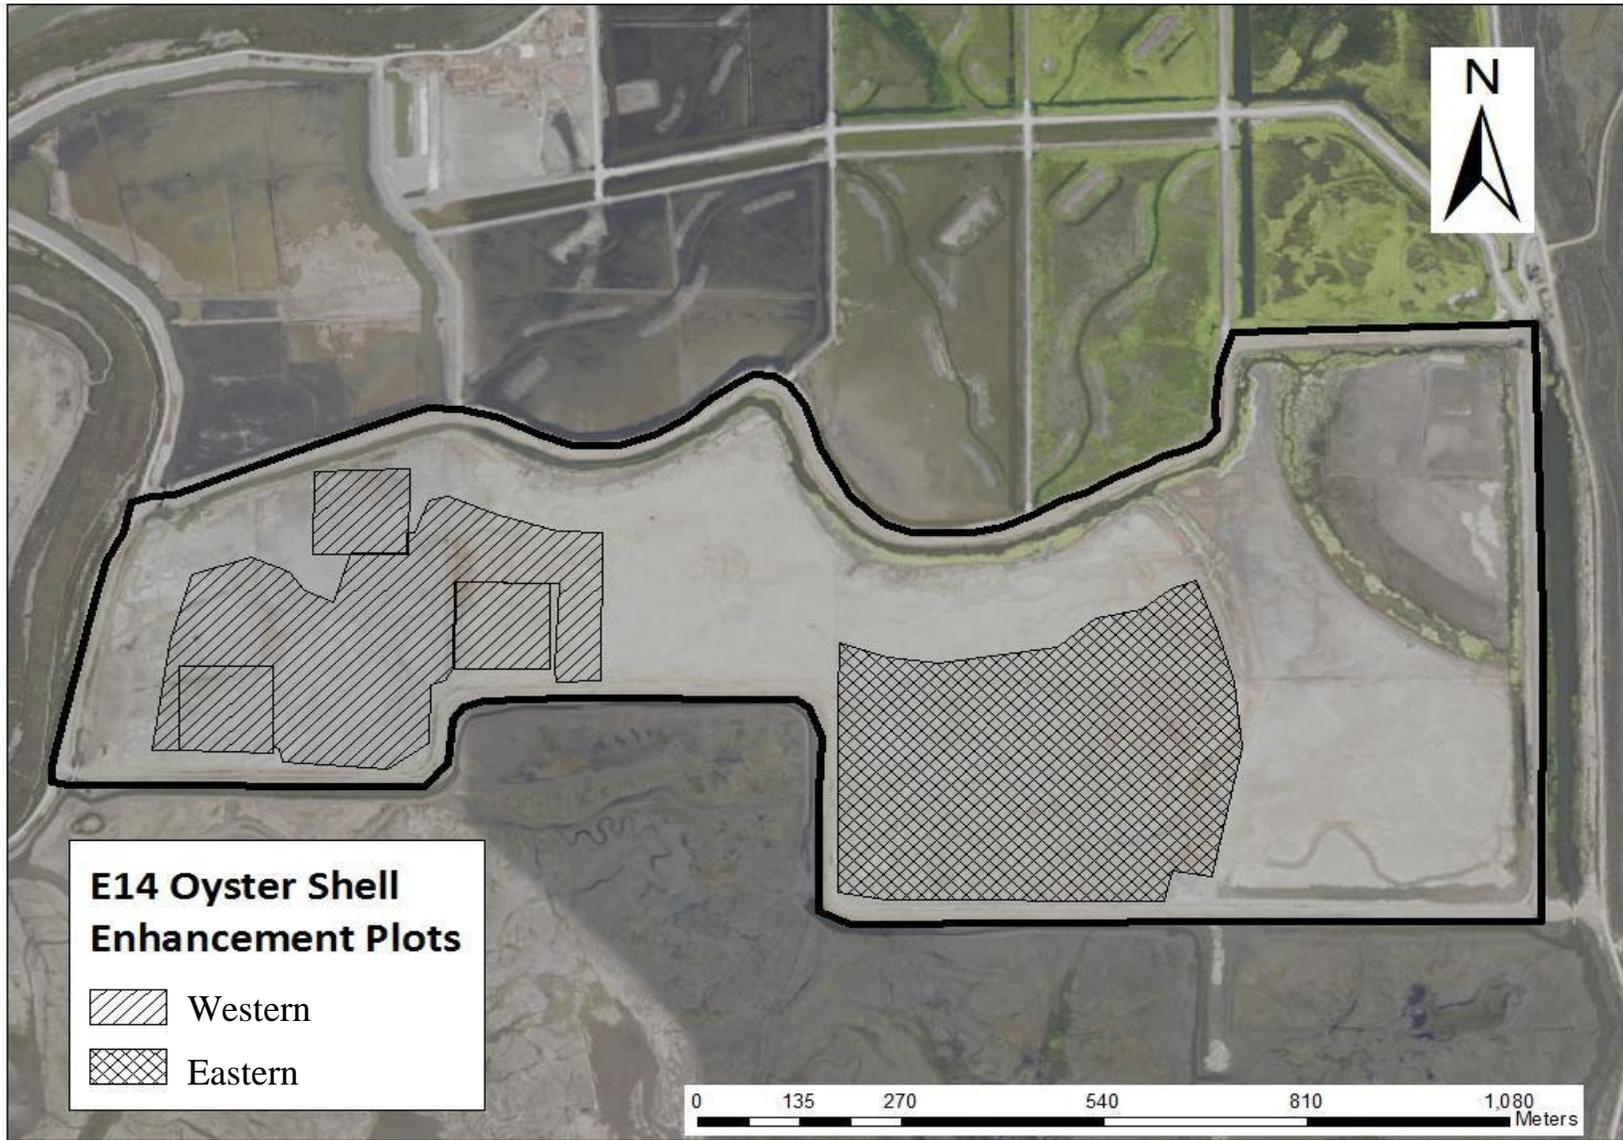 N
E14 Oyster Shell
Enhancement Plots
Western
Eastern
0 135 270 540 810 1,080
Meters